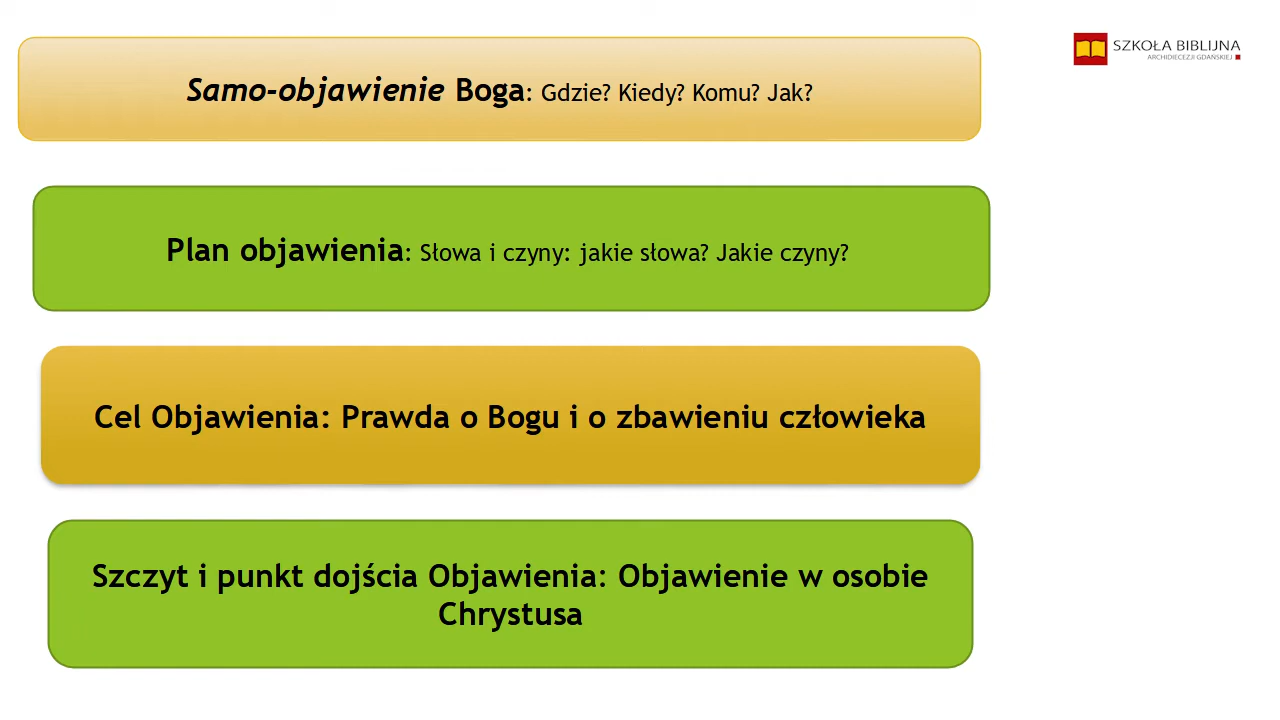 SZKOŁA BIBLIJNA
ARCHIDIECEZJI GDAŃSKIEJ
Samo-objawienie Boga: Gdzie? Kiedy? Komu? Jak?
Plan objawienia: Słowa i czyny: jakie słowa? Jakie czyny?
Cel Objawienia: Prawda o Bogu i o zbawieniu człowieka
Szczyt i punkt dojścia Objawienia: Objawienie w osobie
Chrystusa